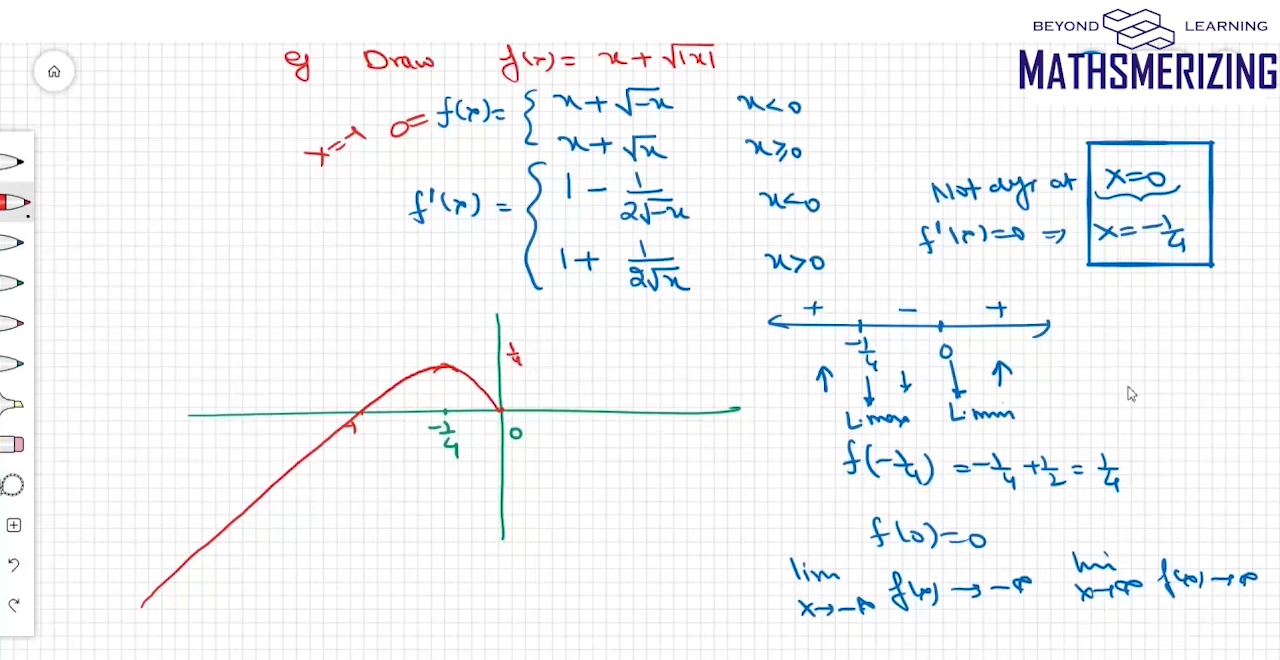 BEYOND LEARNING
MATHSMERIZING
eg Draw f(x) = x + √|x|
0= f(x) = { x + √-x x<0
x + √x x≥0
f'(x) = { 1 - 1/2√-x x<0
1 + 1/2√x x>0
Not dyr at x=0
f'(x)=0 ⇒ x=-1/4
+ - +
-1/4 0
↑ ↓ ↓ ↓ ↑
L.max L.min
f(-1/4) = -1/4 + 1/2 = 1/4
f(0)=0
lim x→-∞ f(x) → -∞
lim x→∞ f(x) → ∞
1/4
-1/4 0